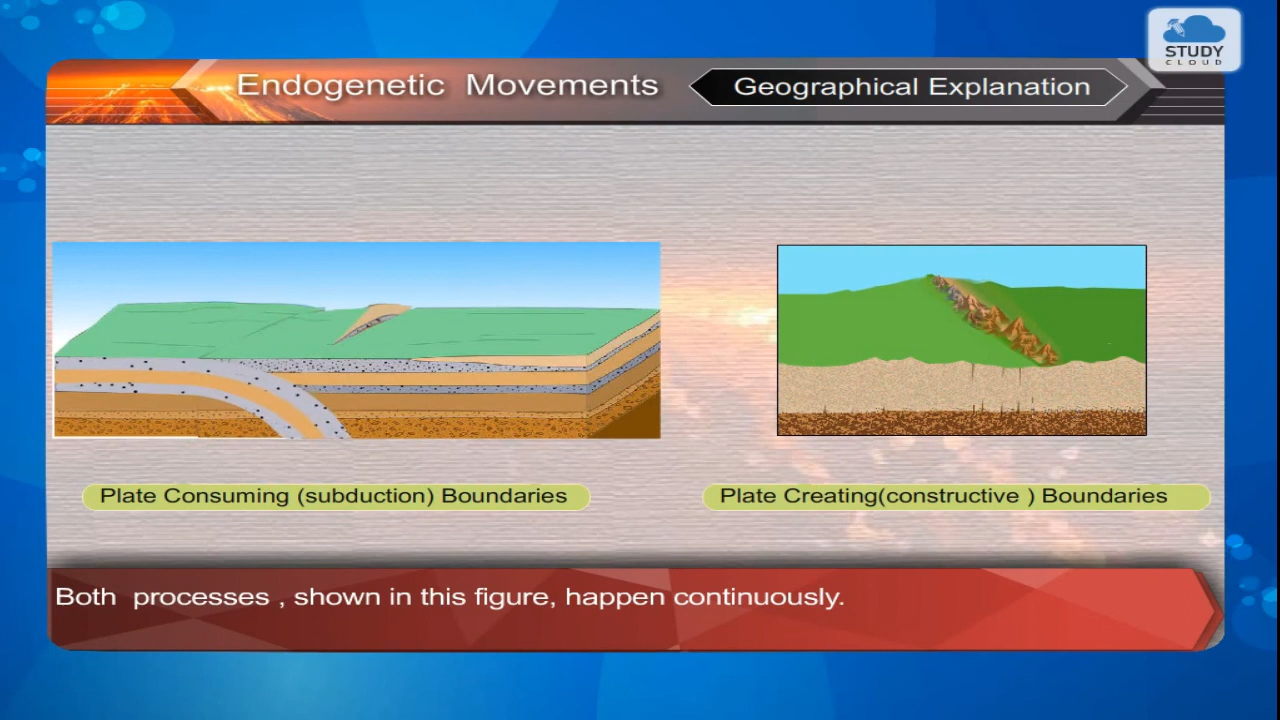 STUDY
CLOUD
Endogenetic Movements
Geographical Explanation
Plate Consuming (subduction) Boundaries
Plate Creating(constructive ) Boundaries
Both processes , shown in this figure, happen continuously.